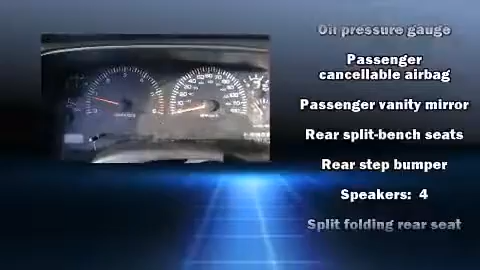 Oil pressure gauge
Passenger
cancellable airbag
Passenger vanity mirror
Rear split-bench seats
Rear step bumper
Speakers: 4
Split folding rear seat